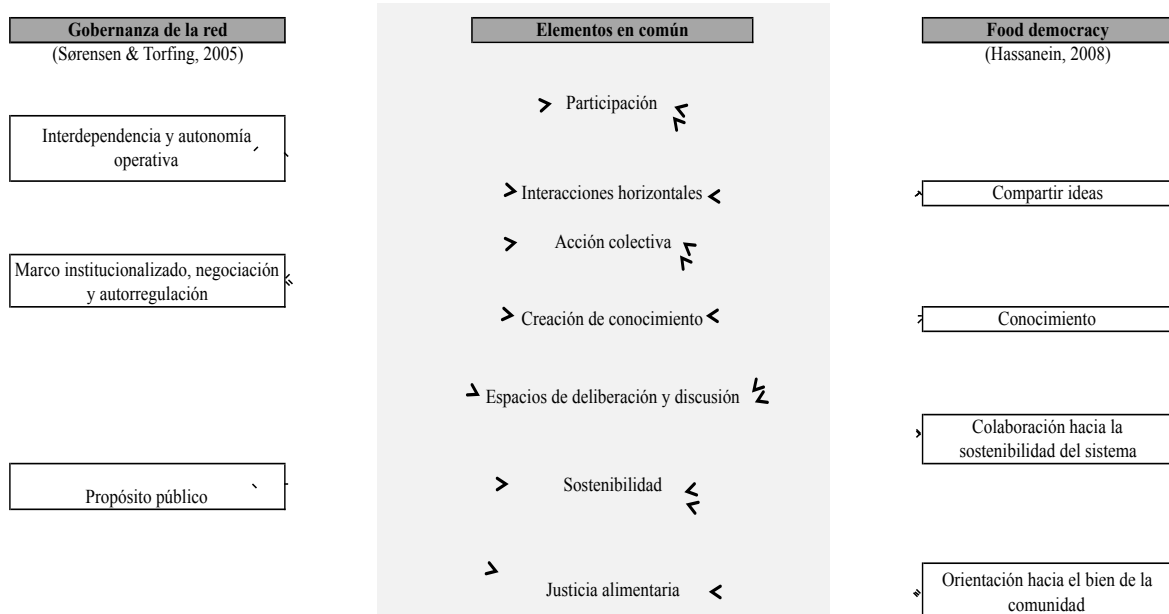 Gobernanza de la red
(Sørensen & Torfing, 2005)
Interdependencia y autonomía
operativa
Marco institucionalizado, negociación
y autorregulación
Propósito público
Elementos en común
Participación
Interacciones horizontales
Acción colectiva
Creación de conocimiento
Espacios de deliberación y discusión
Sostenibilidad
Justicia alimentaria
Food democracy
(Hassanein, 2008)
Compartir ideas
Conocimiento
Colaboración hacia la
sostenibilidad del sistema
Orientación hacia el bien de la
comunidad